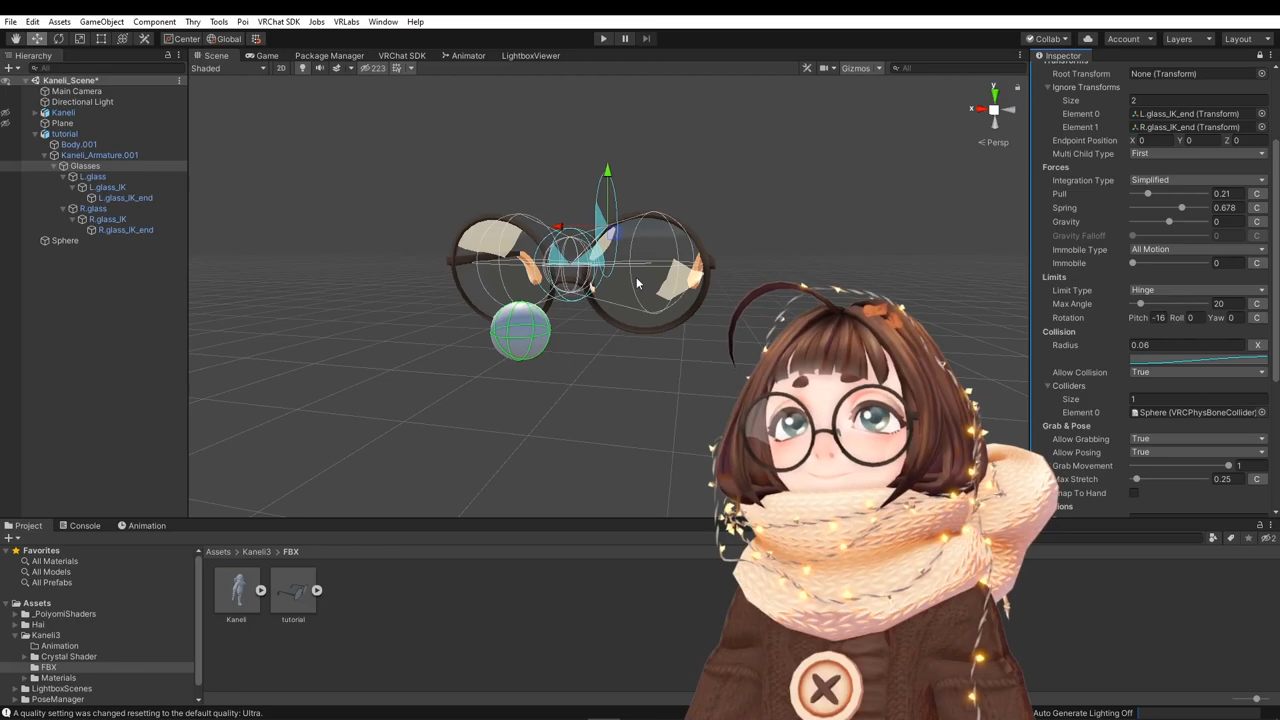 File Edit Assets GameObject Component Thry Tools Poi VRChat SDK Jobs VRLabs Window Help
Center Global Collab Account Layers Layout
Hierarchy Scene Game Package Manager VRChat SDK Animator LightboxViewer Inspector
All Shaded 2D 223 Gizmos All
Kaneli_Scene*
Main Camera
Directional Light
Kaneli
Plane
tutorial
Body.001
Kaneli_Armature.001
Glasses
L.glass
L.glass_IK
L.glass_IK_end
R.glass
R.glass_IK
R.glass_IK_end
Sphere
y
x
Persp
Transforms
Root Transform None (Transform)
Ignore Transforms
Size 2
Element 0 L.glass_IK_end (Transform)
Element 1 R.glass_IK_end (Transform)
Endpoint Position X 0 Y 0 Z 0
Multi Child Type First
Forces
Integration Type Simplified
Pull 0.21 C
Spring 0.678 C
Gravity 0 C
Gravity Falloff 0 C
Immobile Type All Motion
Immobile 0 C
Limits
Limit Type Hinge
Max Angle 20 C
Rotation Pitch -16 Roll 0 Yaw 0 C
Collision
Radius 0.06 X
Allow Collision True
Colliders
Size 1
Element 0 Sphere (VRCPhysBoneCollider)
Grab & Pose
Allow Grabbing True
Allow Posing True
Grab Movement 1
Max Stretch 0.25 C
Snap To Hand
Project Console Animation
2
Favorites
All Materials
All Models
All Prefabs
Assets
_PoiyomiShaders
Hai
Kaneli3
Animation
Crystal Shader
FBX
Materials
LightboxScenes
PoseManager
Assets Kaneli3 FBX
Kaneli tutorial
A quality setting was changed resetting to the default quality: Ultra. Auto Generate Lighting Off